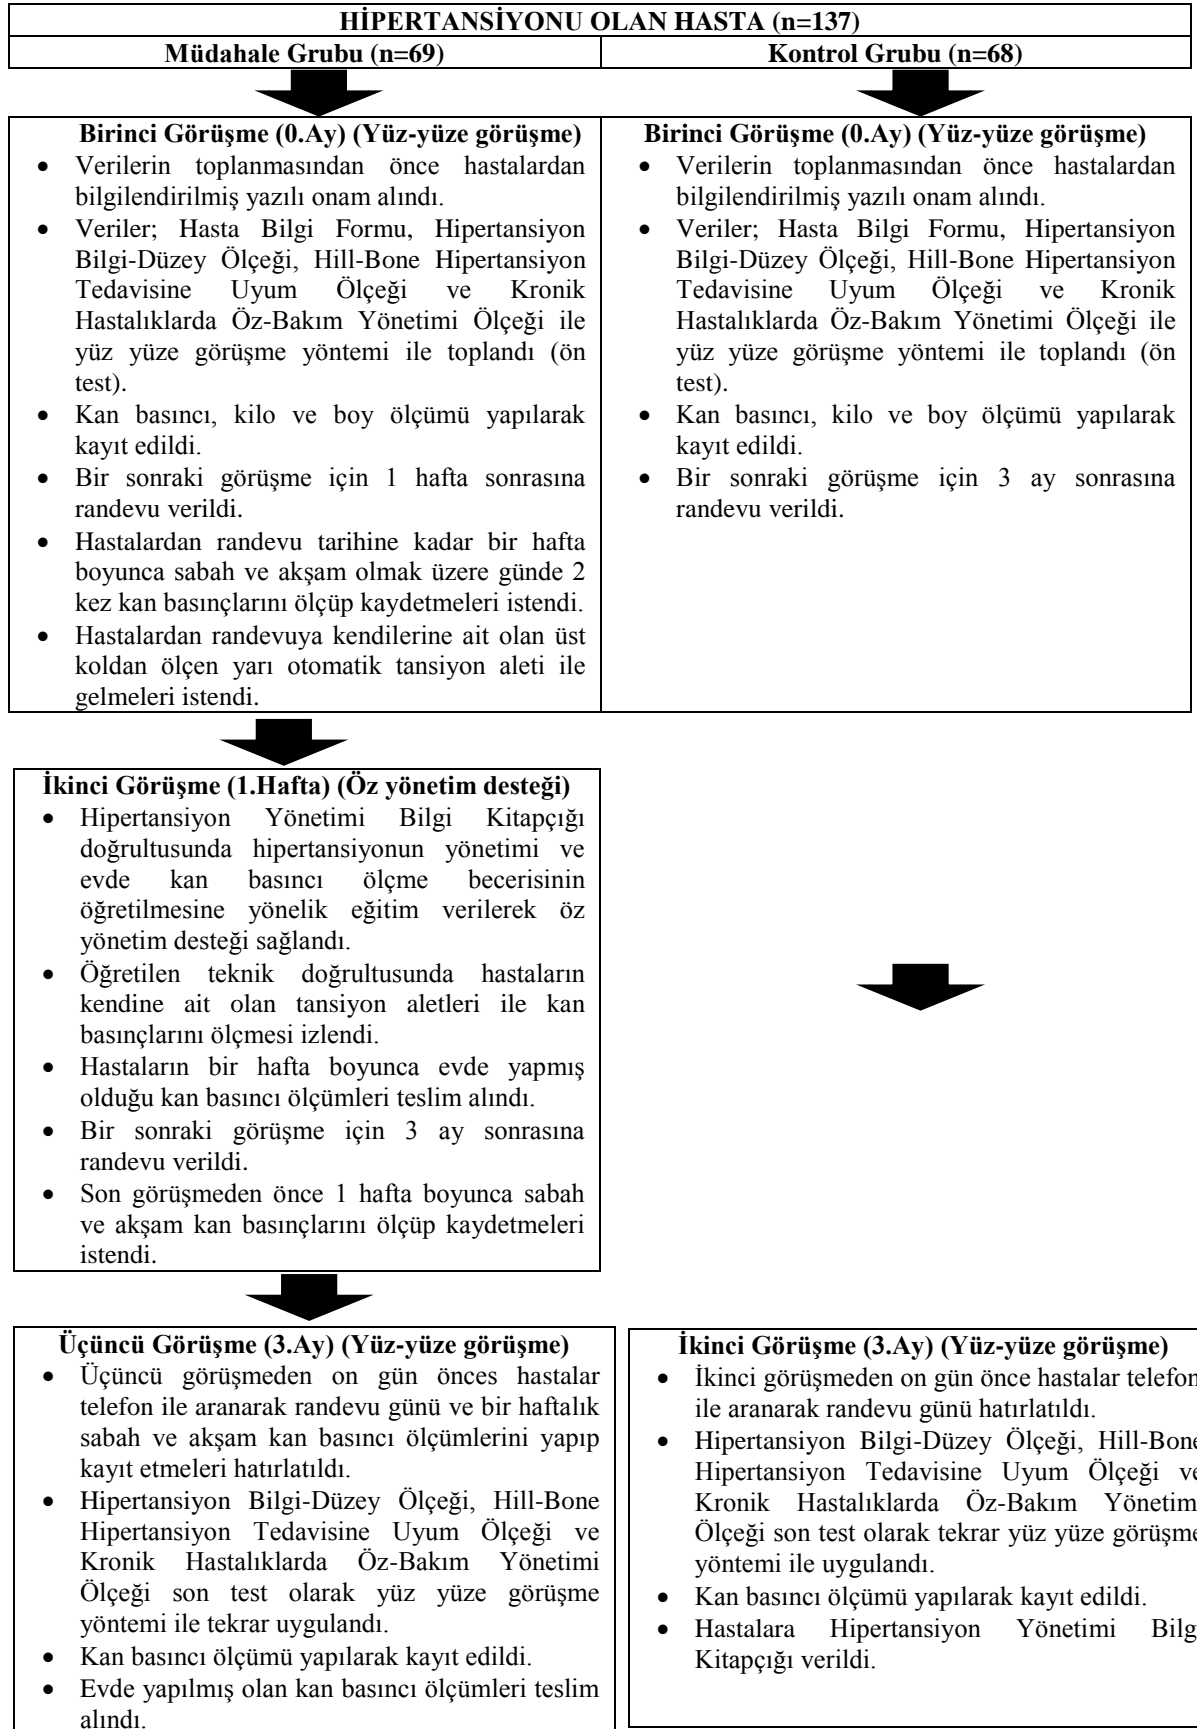 HİPERTANSİYONU OLAN HASTA (n=137)
Müdahale Grubu (n=69)
Kontrol Grubu (n=68)
Birinci Görüşme (0.Ay) (Yüz-yüze görüşme)
• Verilerin toplanmasından önce hastalardan
bilgilendirilmiş yazılı onam alındı.
• Veriler; Hasta Bilgi Formu, Hipertansiyon
Bilgi-Düzey Ölçeği, Hill-Bone Hipertansiyon
Tedavisine Uyum Ölçeği ve Kronik
Hastalıklarda Öz-Bakım Yönetimi Ölçeği ile
yüz yüze görüşme yöntemi ile toplandı (ön
test).
• Kan basıncı, kilo ve boy ölçümü yapılarak
kayıt edildi.
• Bir sonraki görüşme için 1 hafta sonrasına
randevu verildi.
• Hastalardan randevu tarihine kadar bir hafta
boyunca sabah ve akşam olmak üzere günde 2
kez kan basınçlarını ölçüp kaydetmeleri istendi.
• Hastalardan randevuya kendilerine ait olan üst
koldan ölçen yarı otomatik tansiyon aleti ile
gelmeleri istendi.
Birinci Görüşme (0.Ay) (Yüz-yüze görüşme)
• Verilerin toplanmasından önce hastalardan
bilgilendirilmiş yazılı onam alındı.
• Veriler; Hasta Bilgi Formu, Hipertansiyon
Bilgi-Düzey Ölçeği, Hill-Bone Hipertansiyon
Tedavisine Uyum Ölçeği ve Kronik
Hastalıklarda Öz-Bakım Yönetimi Ölçeği ile
yüz yüze görüşme yöntemi ile toplandı (ön
test).
• Kan basıncı, kilo ve boy ölçümü yapılarak
kayıt edildi.
• Bir sonraki görüşme için 3 ay sonrasına
randevu verildi.
İkinci Görüşme (1.Hafta) (Öz yönetim desteği)
• Hipertansiyon Yönetimi Bilgi Kitapçığı
doğrultusunda hipertansiyonun yönetimi ve
evde kan basıncı ölçme becerisinin
öğretilmesine yönelik eğitim verilerek öz
yönetim desteği sağlandı.
• Öğretilen teknik doğrultusunda hastaların
kendine ait olan tansiyon aletleri ile kan
basınçlarını ölçmesi izlendi.
• Hastaların bir hafta boyunca evde yapmış
olduğu kan basıncı ölçümleri teslim alındı.
• Bir sonraki görüşme için 3 ay sonrasına
randevu verildi.
• Son görüşmeden önce 1 hafta boyunca sabah
ve akşam kan basınçlarını ölçüp kaydetmeleri
istendi.
Üçüncü Görüşme (3.Ay) (Yüz-yüze görüşme)
• Üçüncü görüşmeden on gün önces hastalar
telefon ile aranarak randevu günü ve bir haftalık
sabah ve akşam kan basıncı ölçümlerini yapıp
kayıt etmeleri hatırlatıldı.
• Hipertansiyon Bilgi-Düzey Ölçeği, Hill-Bone
Hipertansiyon Tedavisine Uyum Ölçeği ve
Kronik Hastalıklarda Öz-Bakım Yönetimi
Ölçeği son test olarak yüz yüze görüşme
yöntemi ile tekrar uygulandı.
• Kan basıncı ölçümü yapılarak kayıt edildi.
• Evde yapılmış olan kan basıncı ölçümleri teslim
alındı.
İkinci Görüşme (3.Ay) (Yüz-yüze görüşme)
• İkinci görüşmeden on gün önce hastalar telefon
ile aranarak randevu günü hatırlatıldı.
• Hipertansiyon Bilgi-Düzey Ölçeği, Hill-Bone
Hipertansiyon Tedavisine Uyum Ölçeği ve
Kronik Hastalıklarda Öz-Bakım Yönetim
Ölçeği son test olarak tekrar yüz yüze görüşme
yöntemi ile uygulandı.
• Kan basıncı ölçümü yapılarak kayıt edildi.
• Hastalara Hipertansiyon Yönetimi Bilg
Kitapçığı verildi.